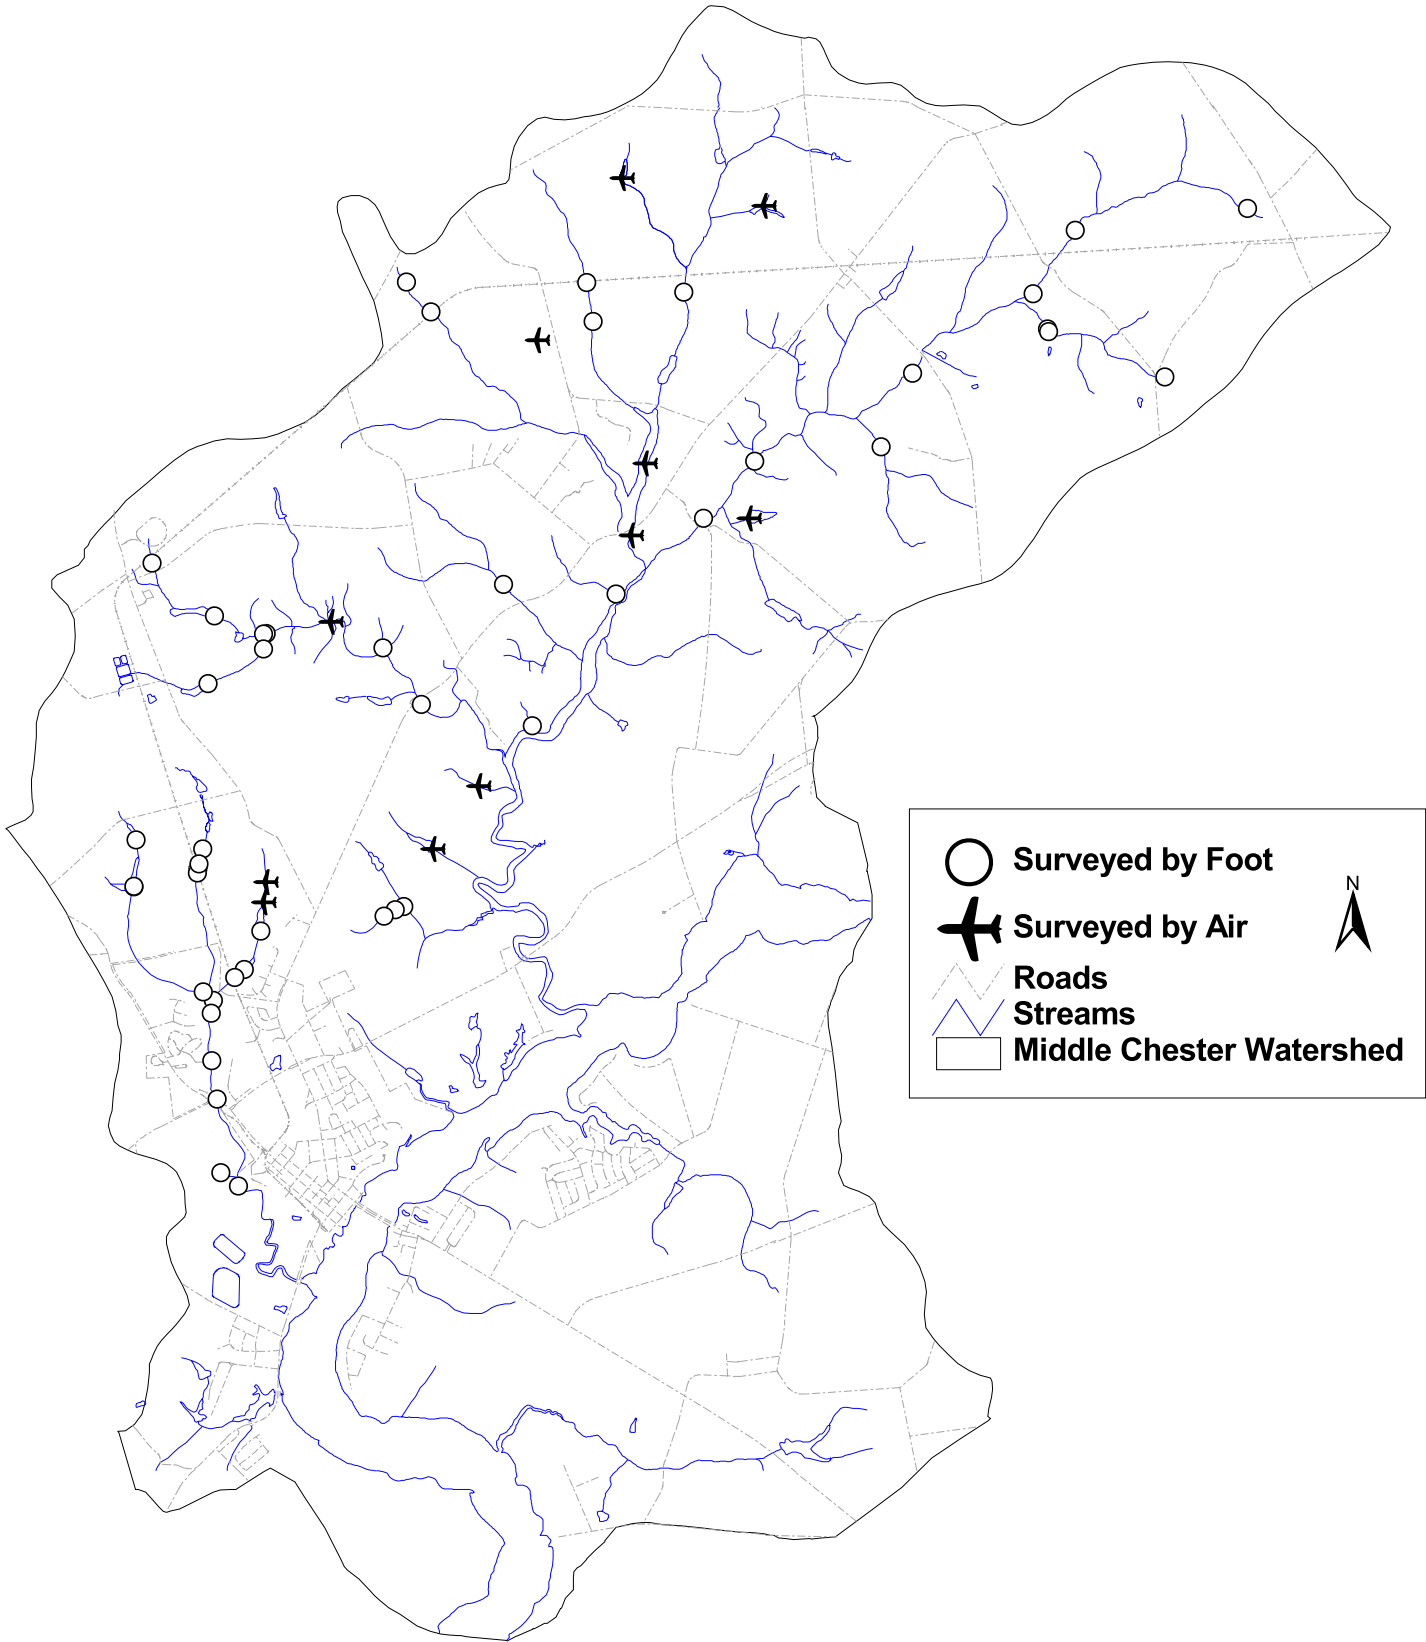 Surveyed by Foot
N
Surveyed by Air
Roads
Streams
Middle Chester Watershed